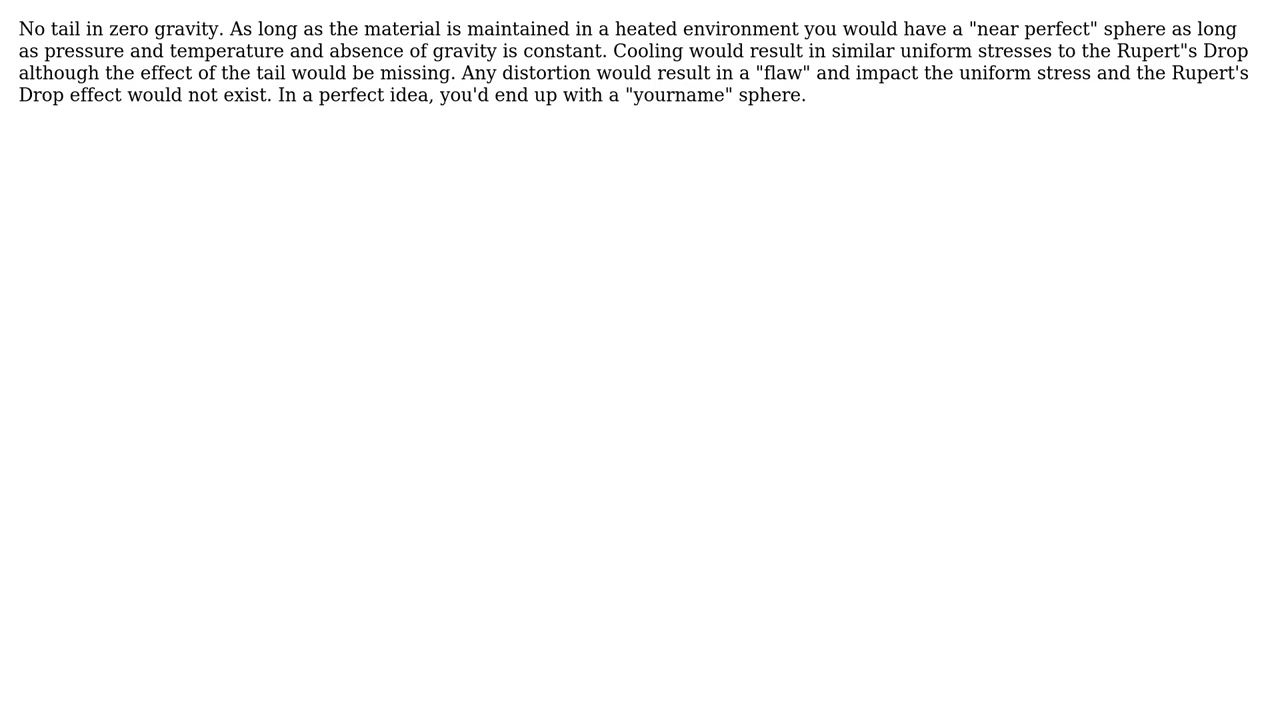 No tail in zero gravity. As long as the material is maintained in a heated environment you would have a "near perfect" sphere as long
as pressure and temperature and absence of gravity is constant. Cooling would result in similar uniform stresses to the Rupert"s Drop
although the effect of the tail would be missing. Any distortion would result in a "flaw" and impact the uniform stress and the Rupert's
Drop effect would not exist. In a perfect idea, you'd end up with a "yourname" sphere.